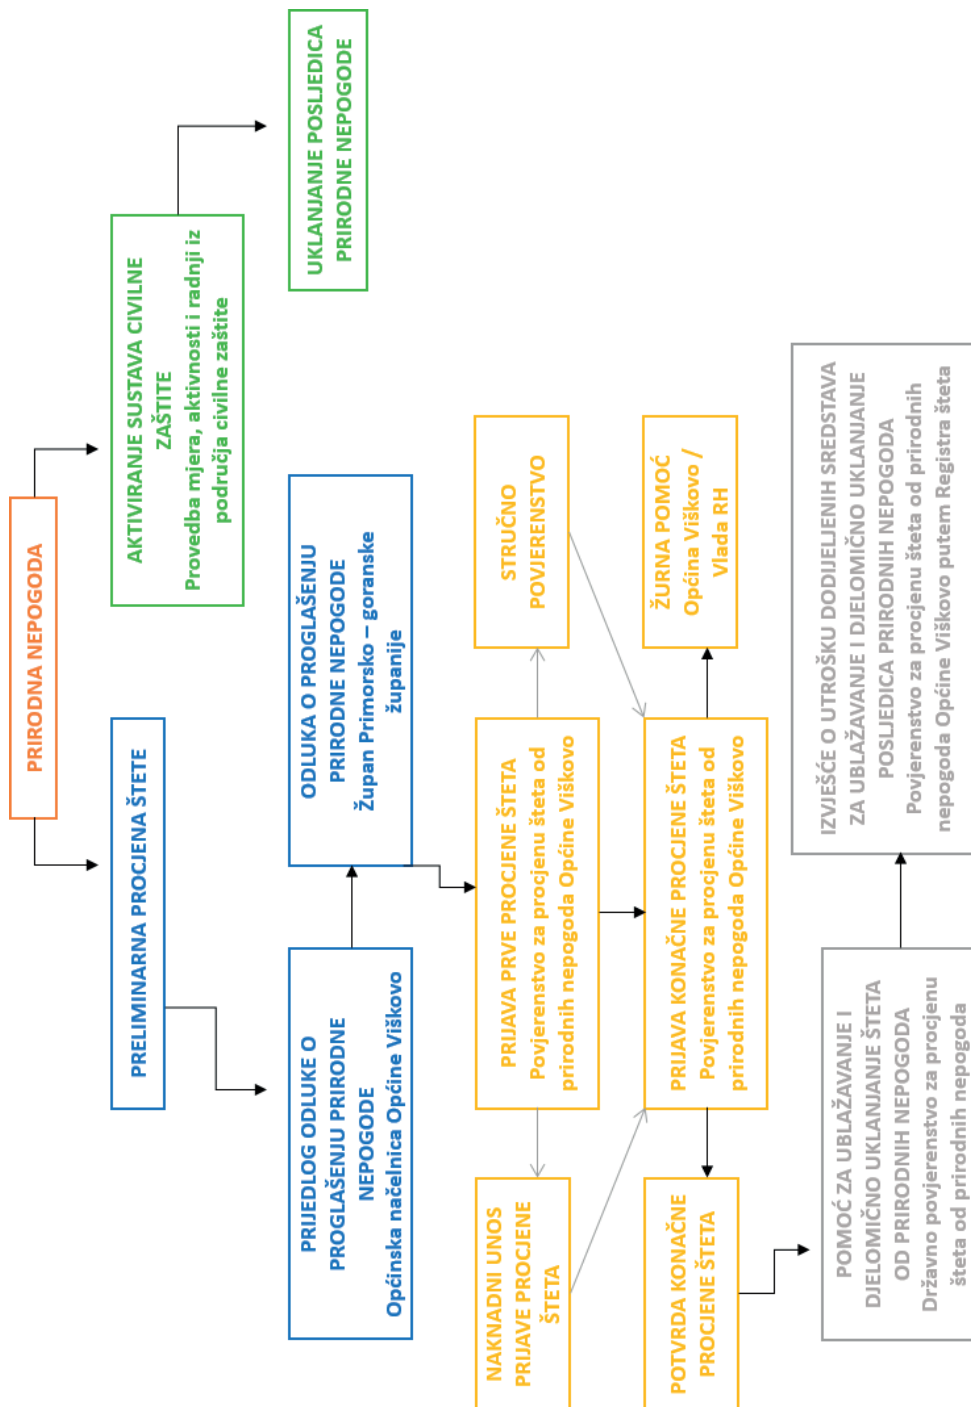 PRIRODNA NEPOGODA
PRELIMINARNA PROCJENA ŠTETE
AKTIVIRANJE SUSTAVA CIVILNE
ZAŠTITE
Provedba mjera, aktivnosti i radnji iz
područja civilne zaštite
PRIJEDLOG ODLUKE O
PROGLAŠENJU PRIRODNE
NEPOGODE
Općinska načelnica Općine Viškovo
ODLUKA O PROGLAŠENJU
PRIRODNE NEPOGODE
Župan Primorsko – goranske
županije
UKLANJANJE POSLJEDICA
PRIRODNE NEPOGODE
NAKNADNI UNOS
PRIJAVE PROCJENE
ŠTETA
PRIJAVA PRVE PROCJENE ŠTETA
Povjerenstvo za procjenu šteta od
prirodnih nepogoda Općine Viškovo
STRUČNO
POVJERENSTVO
POTVRDA KONAČNE
PROCJENE ŠTETA
PRIJAVA KONAČNE PROCJENE ŠTETA
Povjerenstvo za procjenu šteta od
prirodnih nepogoda Općine Viškovo
ŽURNA POMOĆ
Općina Viškovo /
Vlada RH
POMOĆ ZA UBLAŽAVANJE I
DJELOMIČNO UKLANJANJE ŠTETA
OD PRIRODNIH NEPOGODA
Državno povjerenstvo za procjenu
šteta od prirodnih nepogoda
IZVJEŠĆE O UTROŠKU DODIJELJENIH SREDSTAVA
ZA UBLAŽAVANJE I DJELOMIČNO UKLANJANJE
POSLJEDICA PRIRODNIH NEPOGODA
Povjerenstvo za procjenu šteta od prirodnih
nepogoda Općine Viškovo putem Registra šteta